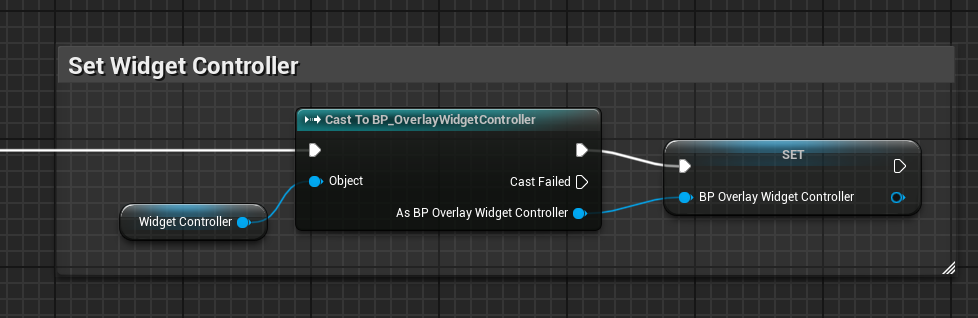 Set Widget Controller
Cast To BP_OverlayWidgetController
SET
Object
Cast Failed
BP Overlay Widget Controller
As BP Overlay Widget Controller
Widget Controller